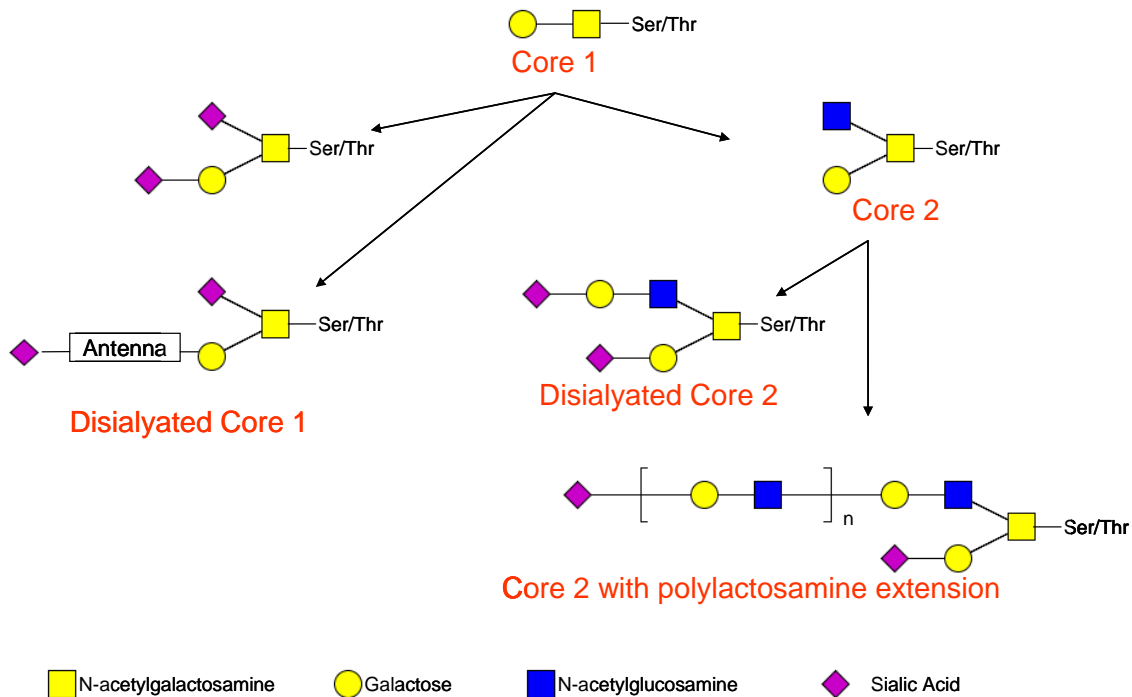 Ser/Thr
Core 1
Ser/Thr
Ser/Thr
Core 2
Antenna
Ser/Thr
Ser/Thr
Disialyated Core 1
Disialyated Core 2
n
Ser/Thr
Core 2 with polylactosamine extension
N-acetylgalactosamine
Galactose
N-acetylglucosamine
Sialic Acid